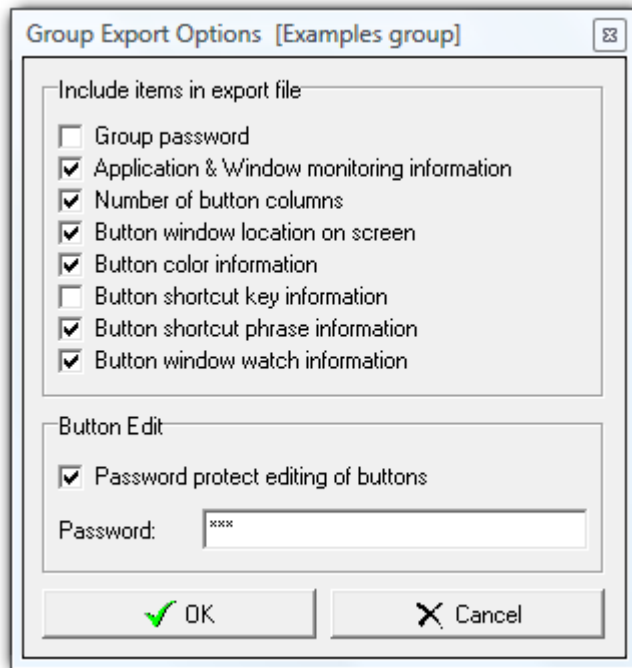 Group Export Options [Examples group]
Include items in export file
Group password
Application & Window monitoring information
Number of button columns
Button window location on screen
Button color information
Button shortcut key information
Button shortcut phrase information
Button window watch information
Button Edit
Password protect editing of buttons
Password: ***
OK Cancel